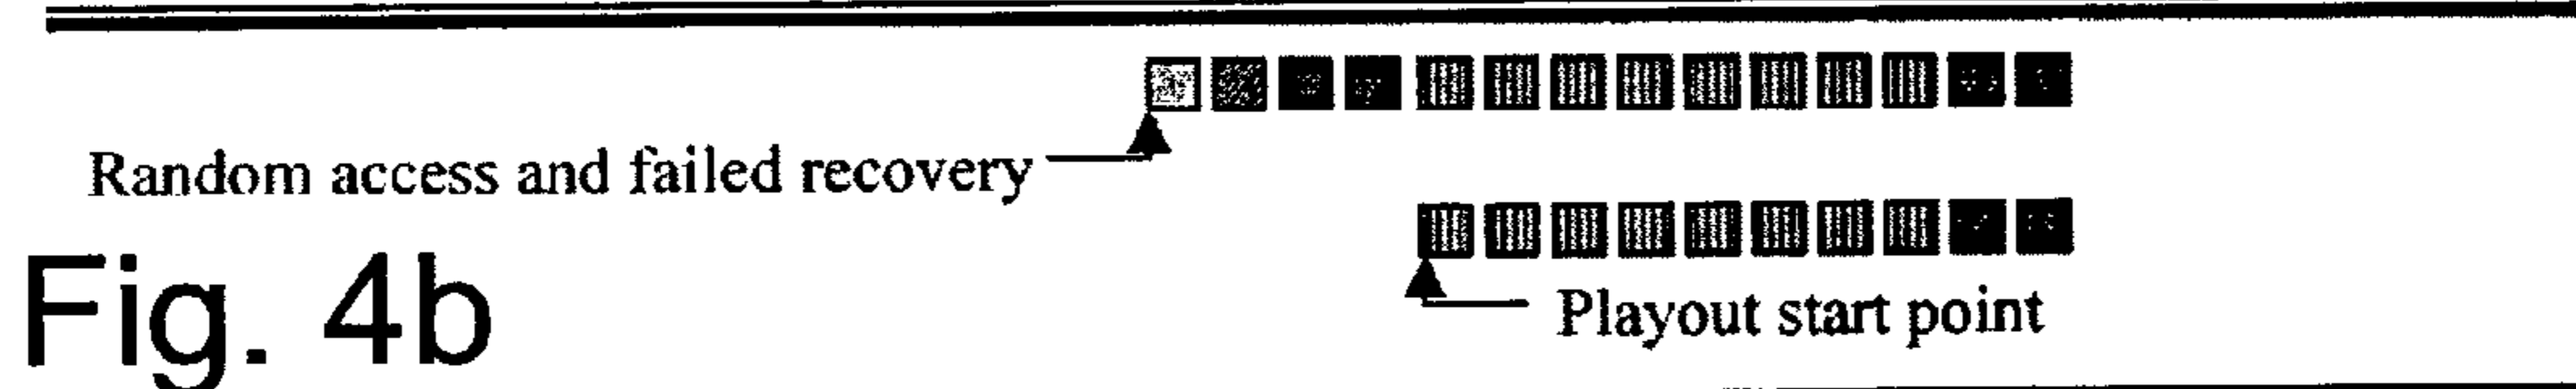 Random access and failed recovery
Playout start point
Fig. 4b